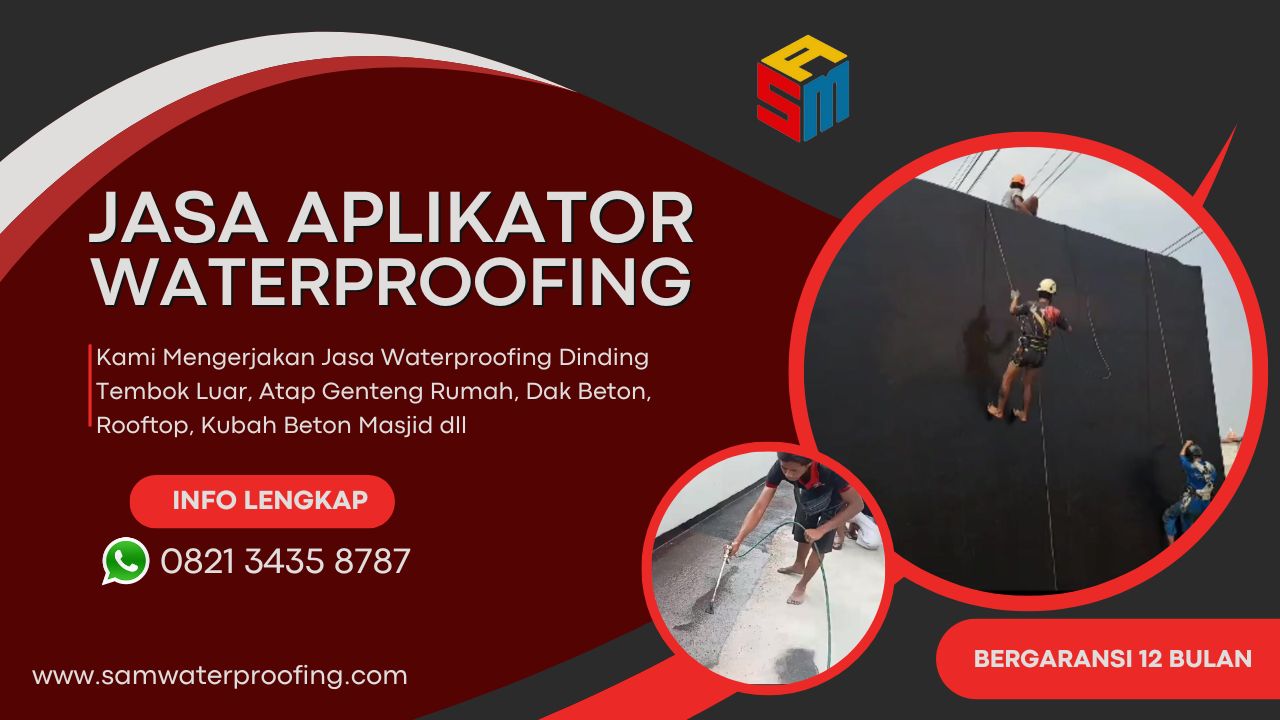 SAM
JASA APLIKATOR
WATERPROOFING
Kami Mengerjakan Jasa Waterproofing Dinding
Tembok Luar, Atap Genteng Rumah, Dak Beton,
Rooftop, Kubah Beton Masjid dll
INFO LENGKAP
0821 3435 8787
www.samwaterproofing.com
BERGARANSI 12 BULAN